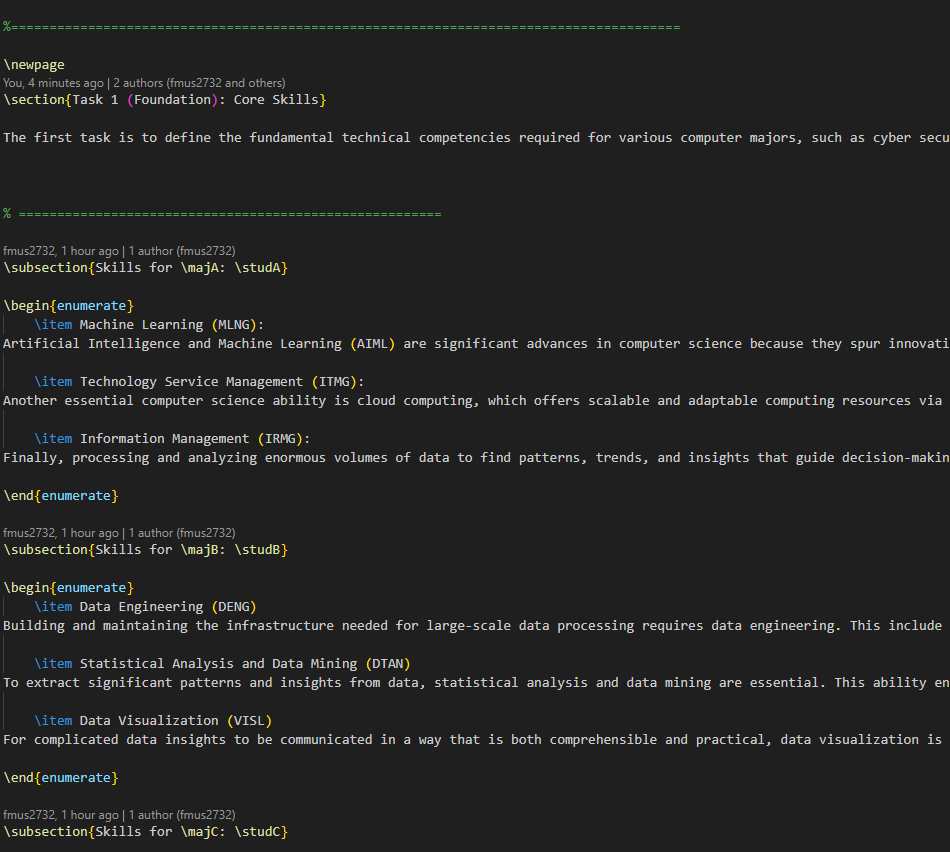 %=======================================================================================
\newpage
You, 4 minutes ago | 2 authors (fmus2732 and others)
\section{Task 1 (Foundation): Core Skills}
The first task is to define the fundamental technical competencies required for various computer majors, such as cyber secu
% =======================================================
fmus2732, 1 hour ago | 1 author (fmus2732)
\subsection{Skills for \majA: \studA}
\begin{enumerate}
\item Machine Learning (MLNG):
Artificial Intelligence and Machine Learning (AIML) are significant advances in computer science because they spur innovati
\item Technology Service Management (ITMG):
Another essential computer science ability is cloud computing, which offers scalable and adaptable computing resources via
\item Information Management (IRMG):
Finally, processing and analyzing enormous volumes of data to find patterns, trends, and insights that guide decision-makin
\end{enumerate}
fmus2732, 1 hour ago | 1 author (fmus2732)
\subsection{Skills for \majB: \studB}
\begin{enumerate}
\item Data Engineering (DENG)
Building and maintaining the infrastructure needed for large-scale data processing requires data engineering. This include
\item Statistical Analysis and Data Mining (DTAN)
To extract significant patterns and insights from data, statistical analysis and data mining are essential. This ability en
\item Data Visualization (VISL)
For complicated data insights to be communicated in a way that is both comprehensible and practical, data visualization is
\end{enumerate}
fmus2732, 1 hour ago | 1 author (fmus2732)
\subsection{Skills for \majC: \studC}